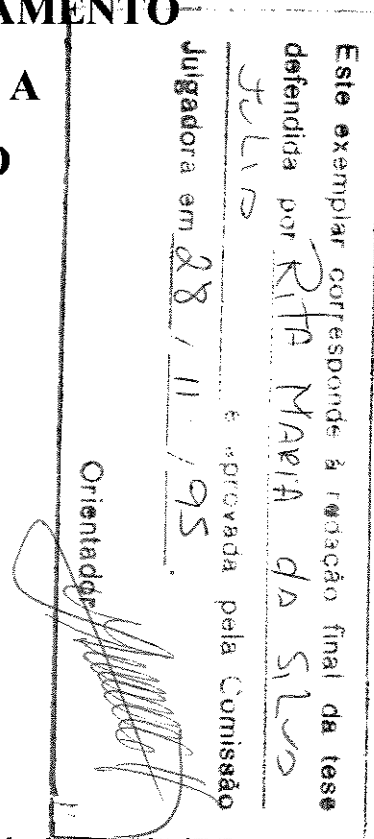 AMENTO
A
O
Este exemplar corresponde à redação final da tese
defendida por RITA MARIA da SILVA
JULIO e aprovada pela Comissão
Julgadora em 28 / 11 / 95.
Orientador